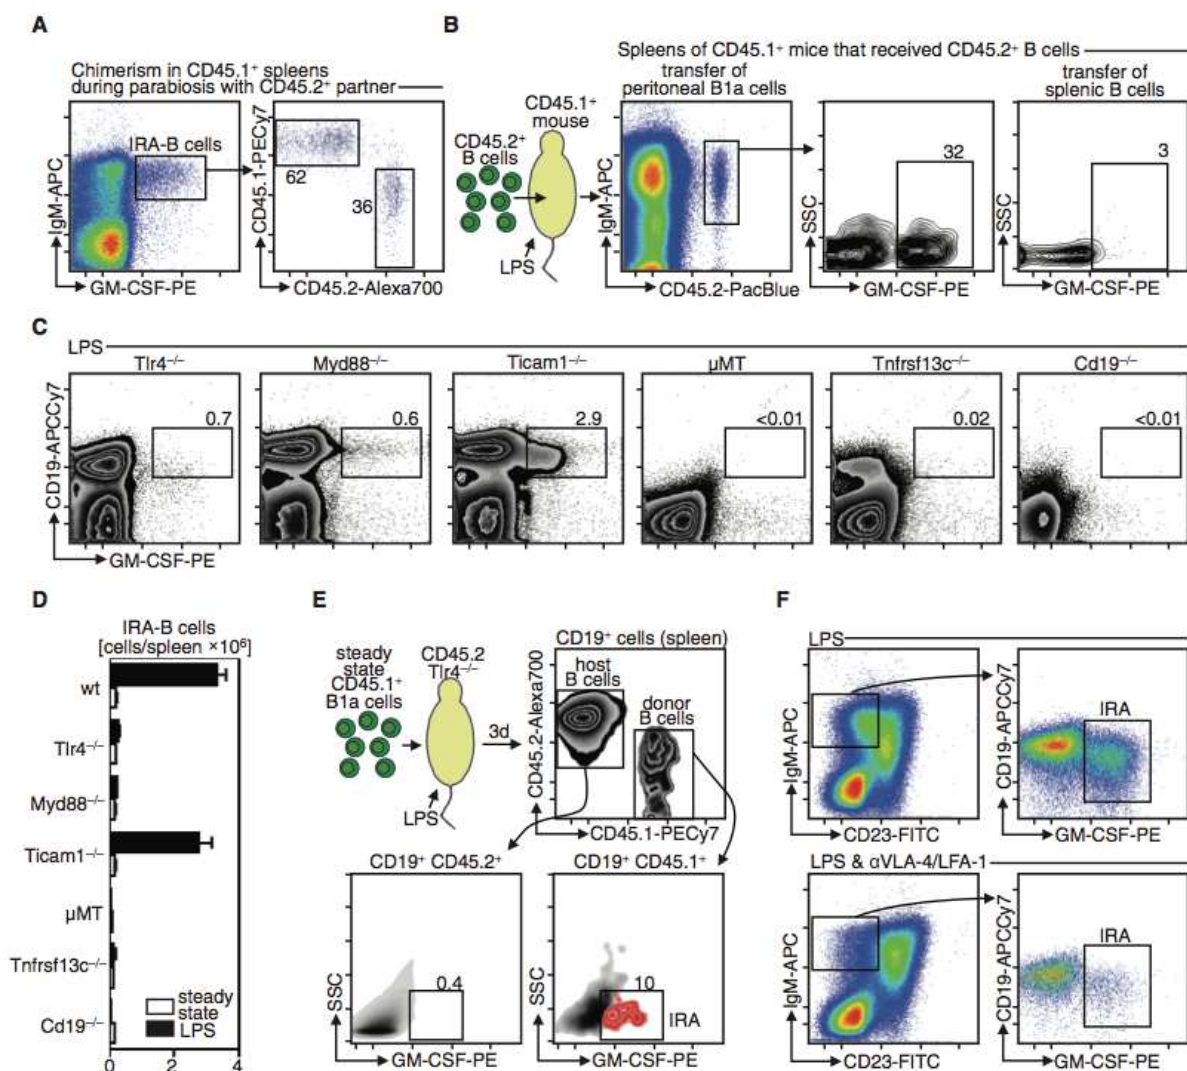 A
Chimerism in CD45.1⁺ spleens
during parabiosis with CD45.2⁺ partner
IRA-B cells
IgM-APC
GM-CSF-PE
CD45.1-PECy7
62
36
CD45.2-Alexa700
B
Spleens of CD45.1⁺ mice that received CD45.2⁺ B cells
transfer of
peritoneal B1a cells
transfer of
splenic B cells
CD45.1⁺
mouse
CD45.2⁺
B cells
LPS
IgM-APC
CD45.2-PacBlue
SSC
32
GM-CSF-PE
SSC
3
GM-CSF-PE
C
LPS
Tlr4⁻/⁻
Myd88⁻/⁻
Ticam1⁻/⁻
µMT
Tnfrsf13c⁻/⁻
Cd19⁻/⁻
0.7
0.6
2.9
<0.01
0.02
<0.01
CD19-APCCy7
GM-CSF-PE
D
IRA-B cells
[cells/spleen ×10⁶]
wt
Tlr4⁻/⁻
Myd88⁻/⁻
Ticam1⁻/⁻
µMT
Tnfrsf13c⁻/⁻
Cd19⁻/⁻
steady
state
LPS
0 2 4
E
steady
state
CD45.1⁺
B1a cells
CD45.2
Tlr4⁻/⁻
3d
LPS
CD19⁺ cells (spleen)
host
B cells
donor
B cells
CD45.2-Alexa700
CD45.1-PECy7
CD19⁺ CD45.2⁺
0.4
SSC
GM-CSF-PE
CD19⁺ CD45.1⁺
10
IRA
SSC
GM-CSF-PE
F
LPS
IgM-APC
CD23-FITC
IRA
CD19-APCCy7
GM-CSF-PE
LPS & αVLA-4/LFA-1
IgM-APC
CD23-FITC
IRA
CD19-APCCy7
GM-CSF-PE